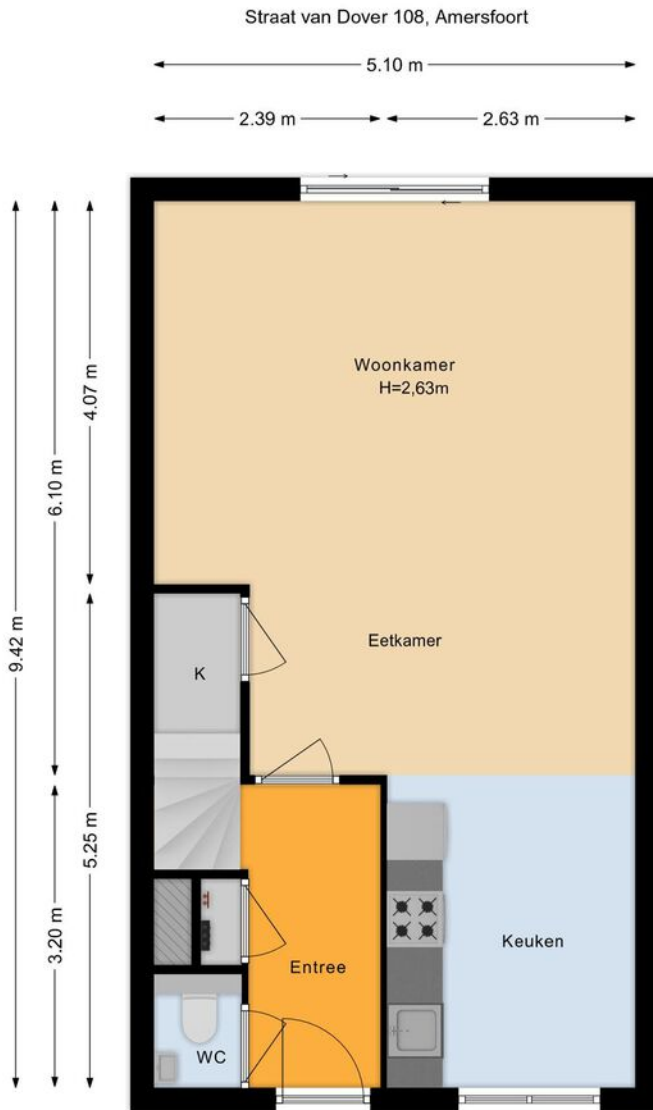 Straat van Dover 108, Amersfoort
5.10 m
2.39 m
2.63 m
Woonkamer
H=2,63m
4.07 m
6.10 m
9.42 m
Eetkamer
K
5.25 m
3.20 m
Keuken
Entree
WC